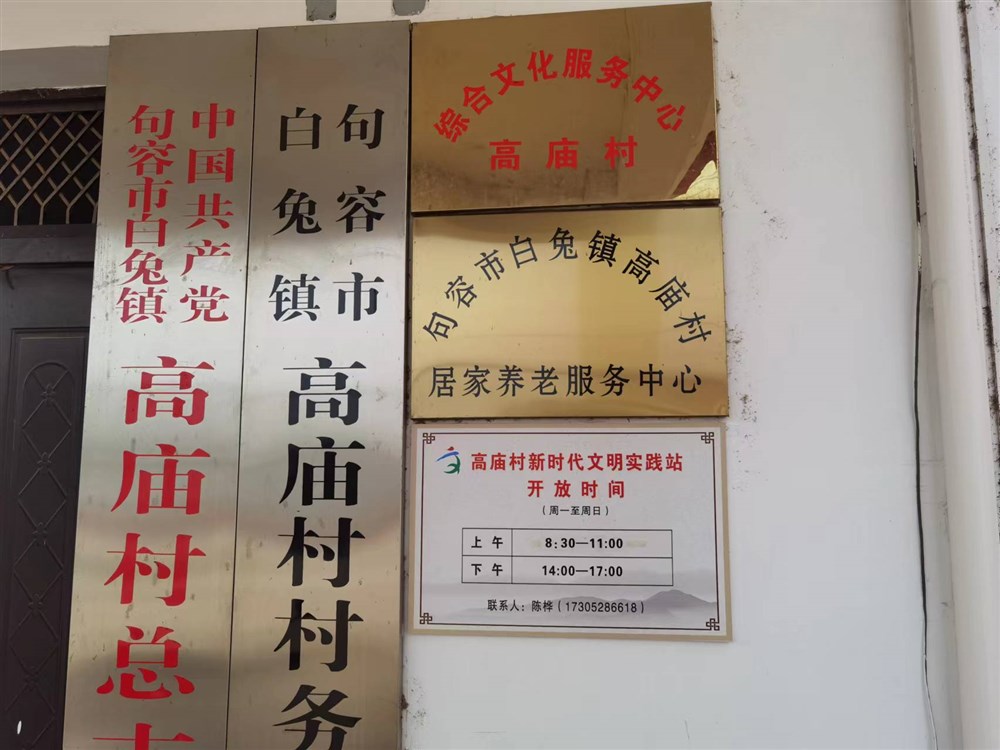 中国共产党
句容市白兔镇
高庙村总支
句容市
白兔镇
高庙村村务
综合文化服务中心
高庙村
句容市白兔镇高庙村
居家养老服务中心
高庙村新时代文明实践站
开放时间
（周一至周日）
上午 8:30—11:00
下午 14:00—17:00
联系人：陈桦（17305286618）